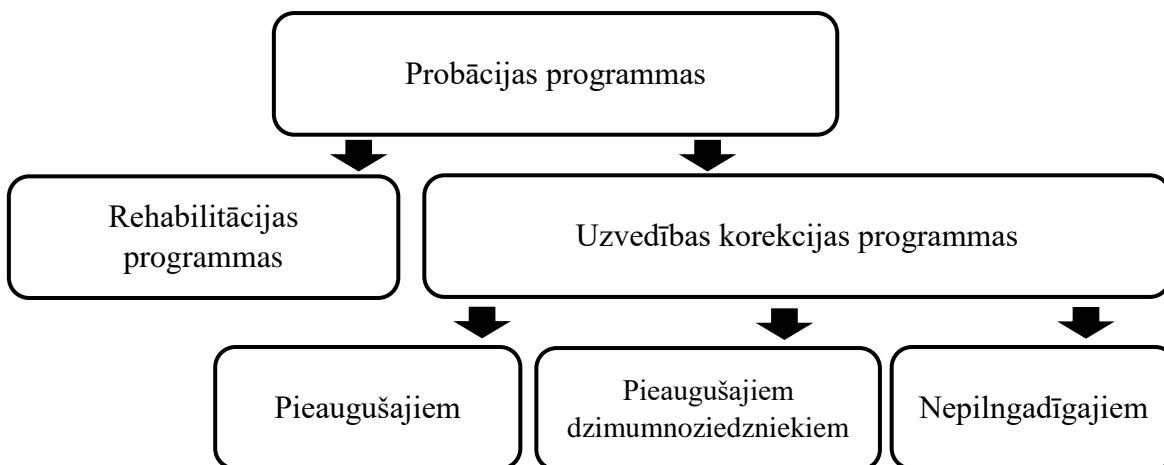 Probācijas programmas
Rehabilitācijas
programmas
Uzvedības korekcijas programmas
Pieaugušajiem
Pieaugušajiem
dzimumnoziedzniekiem
Nepilngadīgajiem